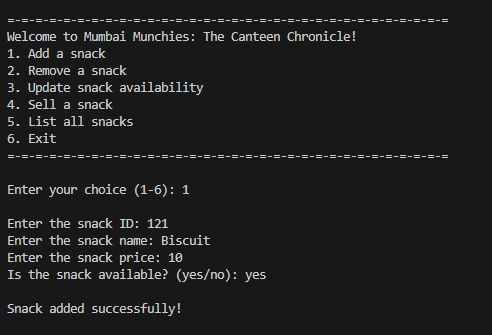 =-=-=-=-=-=-=-=-=-=-=-=-=-=-=-=-=-=-=-=-=-=-=-=-=-=-=-=-=-=-=-=
Welcome to Mumbai Munchies: The Canteen Chronicle!
1. Add a snack
2. Remove a snack
3. Update snack availability
4. Sell a snack
5. List all snacks
6. Exit
=-=-=-=-=-=-=-=-=-=-=-=-=-=-=-=-=-=-=-=-=-=-=-=-=-=-=-=-=-=-=-=
Enter your choice (1-6): 1
Enter the snack ID: 121
Enter the snack name: Biscuit
Enter the snack price: 10
Is the snack available? (yes/no): yes
Snack added successfully!